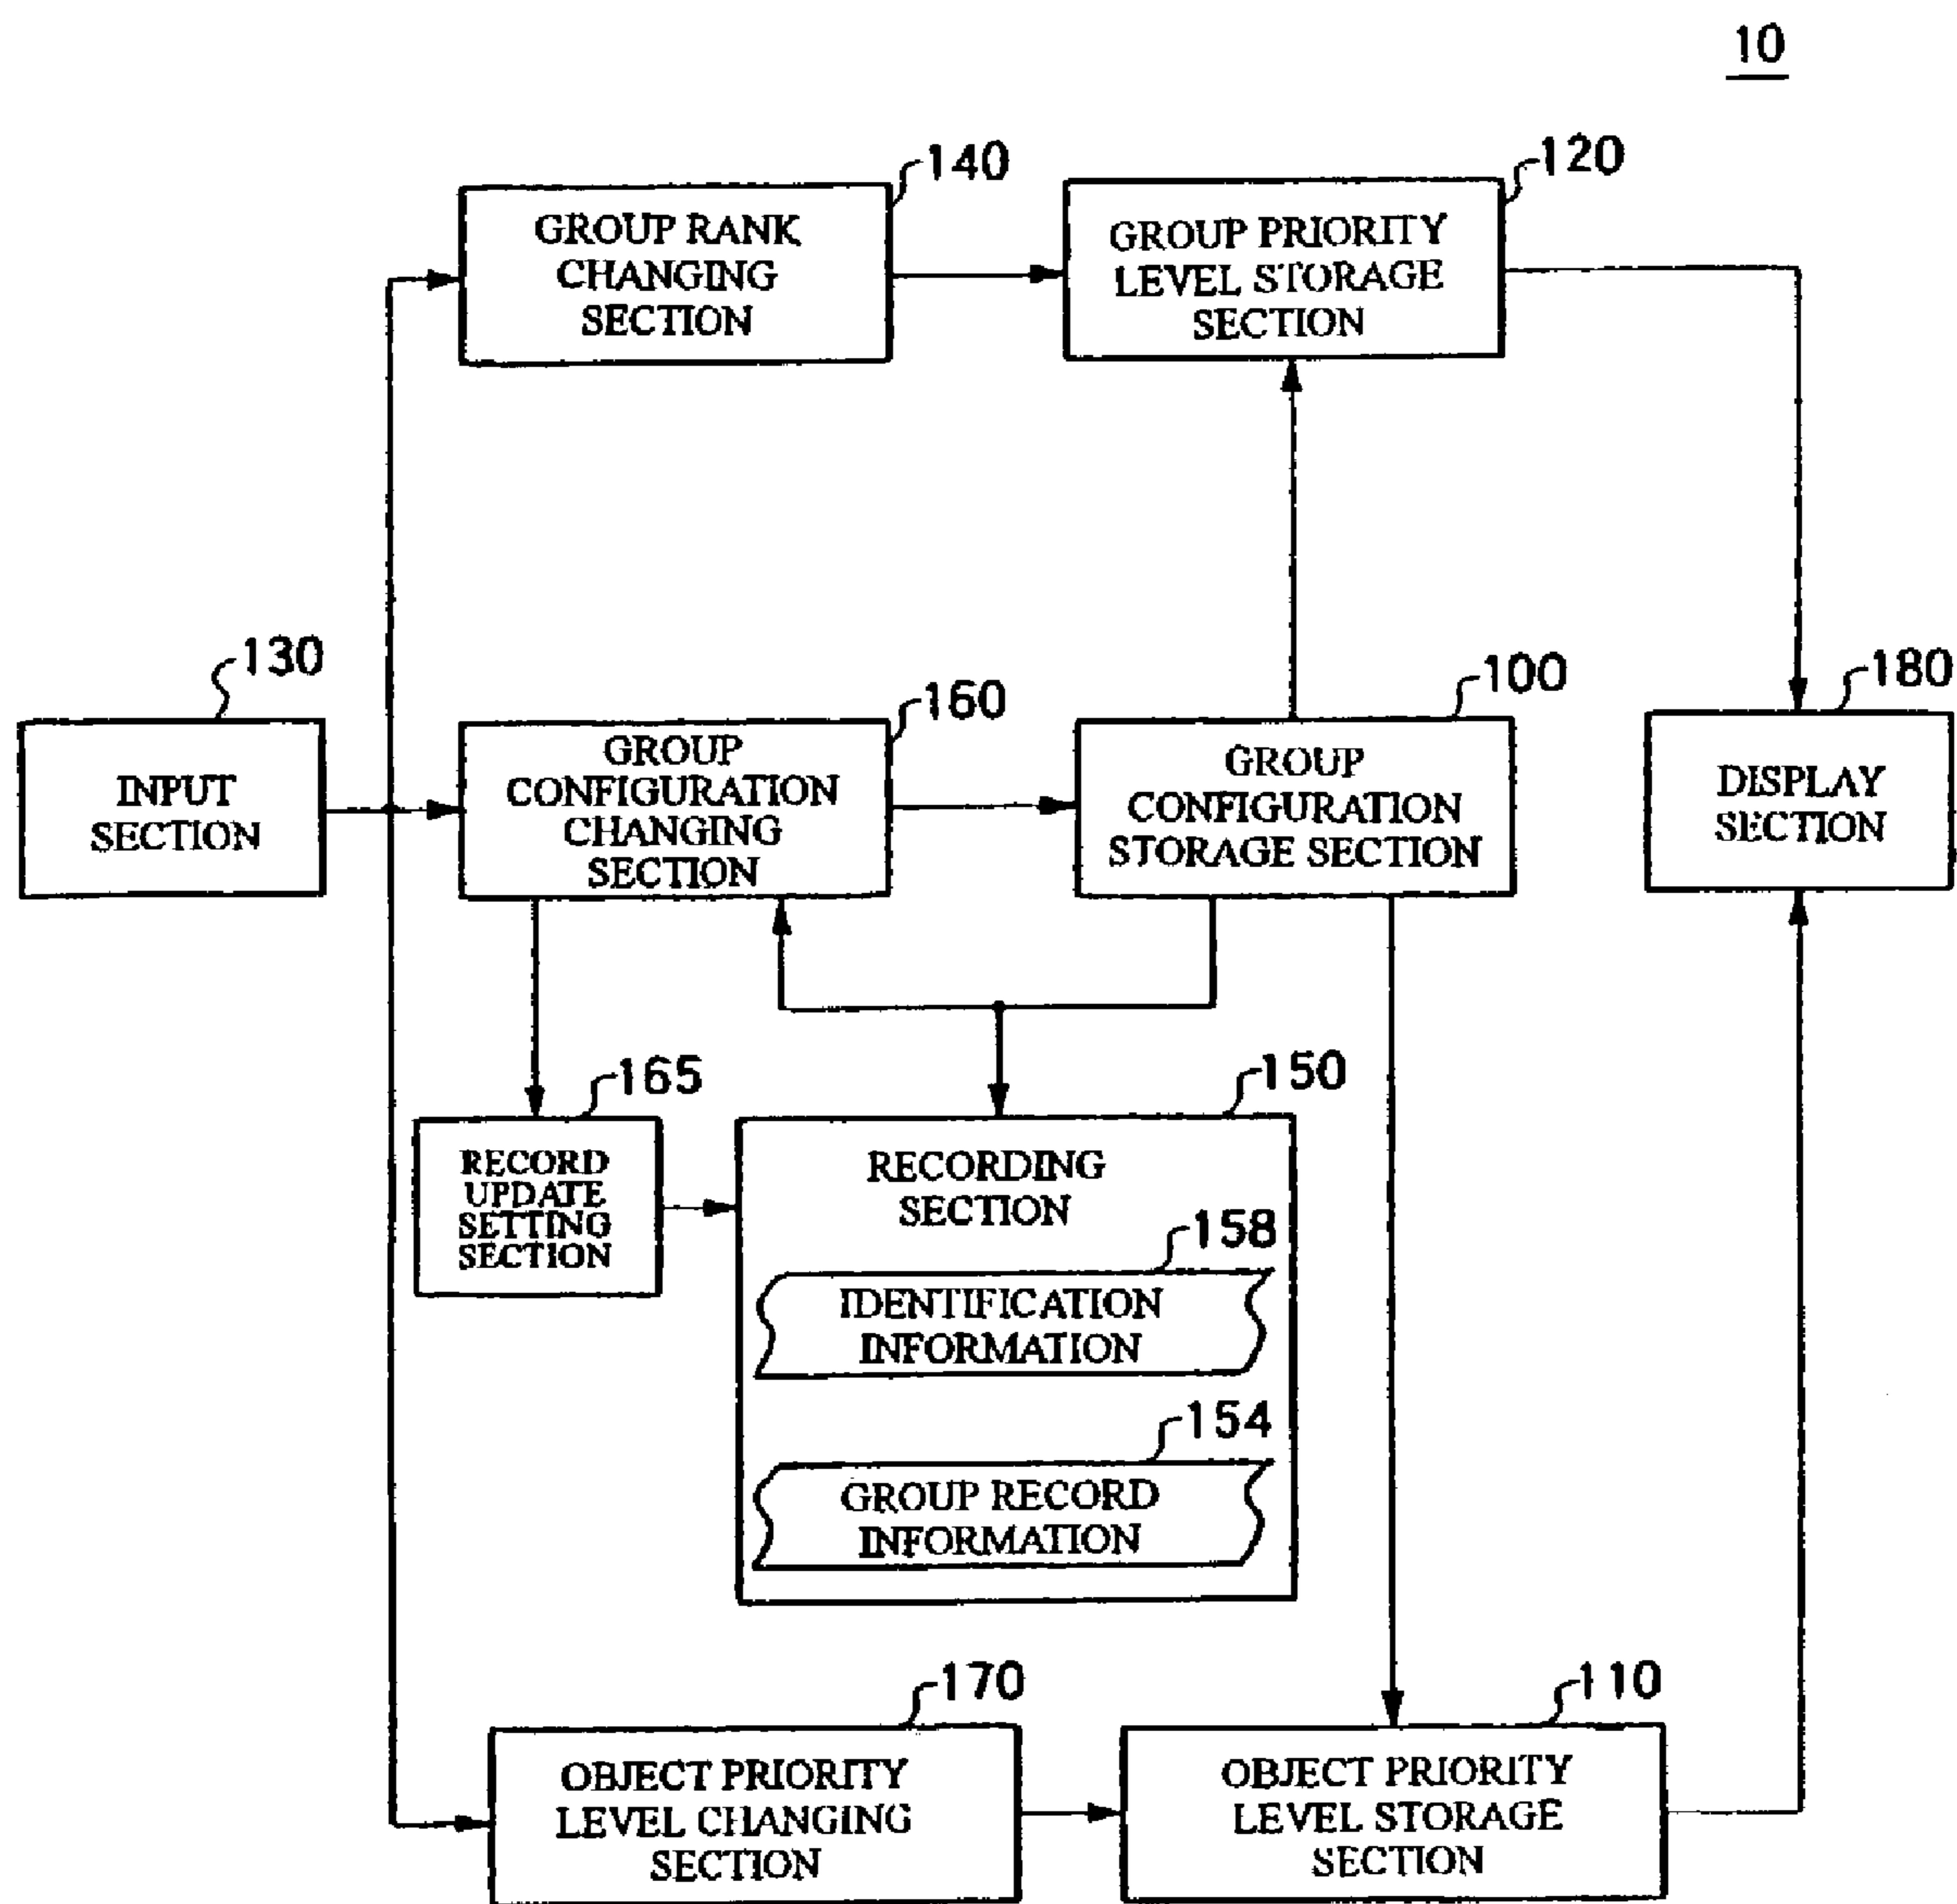 10
140
GROUP RANK
CHANGING
SECTION
120
GROUP PRIORITY
LEVEL STORAGE
SECTION
130
INPUT
SECTION
160
GROUP
CONFIGURATION
CHANGING
SECTION
100
GROUP
CONFIGURATION
STORAGE SECTION
180
DISPLAY
SECTION
165
RECORD
UPDATE
SETTING
SECTION
150
RECORDING
SECTION
158
IDENTIFICATION
INFORMATION
154
GROUP RECORD
INFORMATION
170
OBJECT PRIORITY
LEVEL CHANGING
SECTION
110
OBJECT PRIORITY
LEVEL STORAGE
SECTION